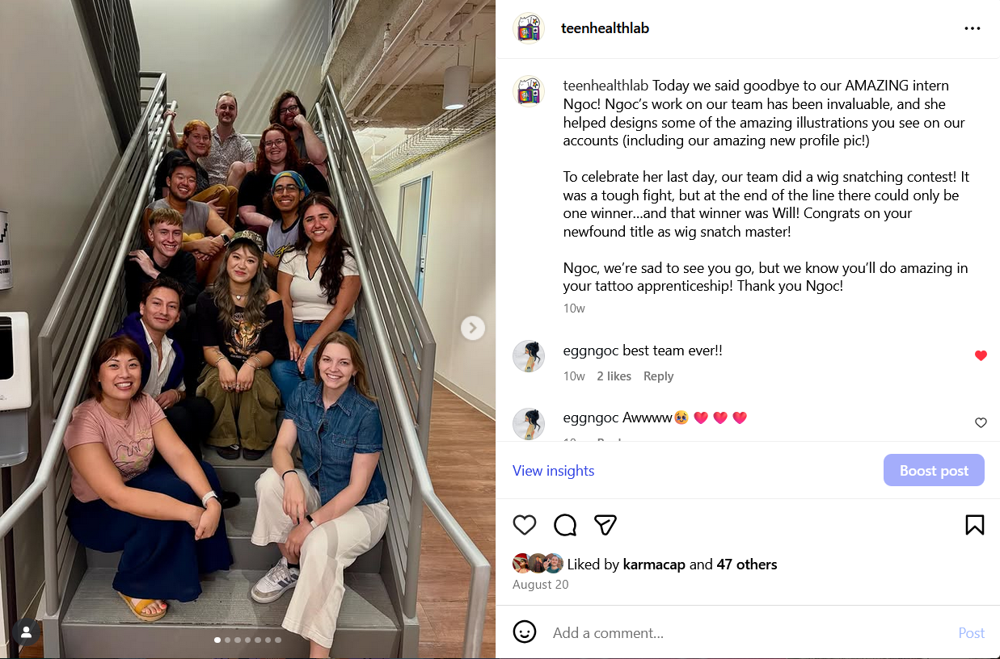 teenhealthlab
teenhealthlab Today we said goodbye to our AMAZING intern
Ngoc! Ngoc’s work on our team has been invaluable, and she
helped designs some of the amazing illustrations you see on our
accounts (including our amazing new profile pic!)
To celebrate her last day, our team did a wig snatching contest! It
was a tough fight, but at the end of the line there could only be
one winner...and that winner was Will! Congrats on your
newfound title as wig snatch master!
Ngoc, we’re sad to see you go, but we know you’ll do amazing in
your tattoo apprenticeship! Thank you Ngoc!
10w
eggngoc best team ever!!
10w 2 likes Reply
eggngoc Awwww🥹 ❤️ ❤️ ❤️
View insights
Boost post
Liked by karmacap and 47 others
August 20
Add a comment...
Post